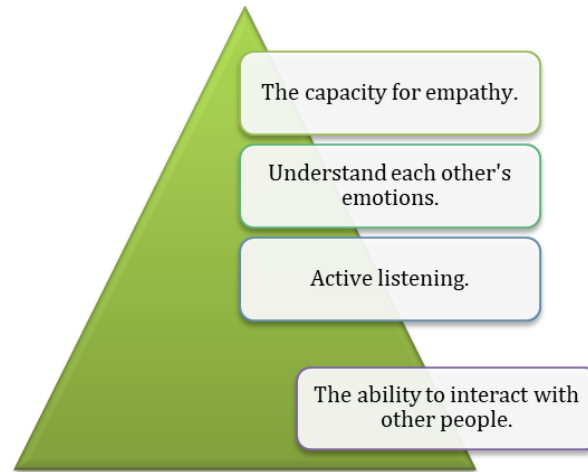 The capacity for empathy.
Understand each other's
emotions.
Active listening.
The ability to interact with
other people.